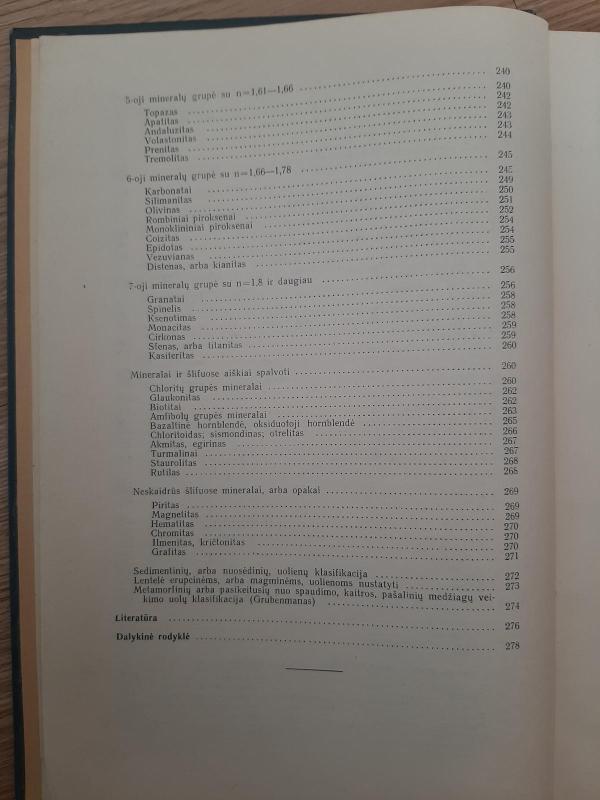 5-oji mineralų grupė su n=1,61—1,66 240
Topazas 240
Apatitas 242
Andaluzitas 242
Volastonitas 243
Prenitas 243
Tremolitas 244
6-oji mineralų grupė su n=1,66—1,78 245
Karbonatai 245
Silimanitas 249
Olivinas 250
Rombiniai piroksenai 251
Monoklininiai piroksenai 252
Coizitas 254
Epidotas 254
Vezuvianas 255
Distenas, arba kianitas 255
7-oji mineralų grupė su n=1,8 ir daugiau 256
Granatai 256
Spinelis 258
Ksenotimas 258
Monacitas 258
Cirkonas 259
Sfenas, arba titanitas 259
Kasiteritas 260
Mineralai ir šlifuose aiškiai spalvoti 260
Chloritų grupės mineralai 260
Glaukonitas 262
Biotitai 262
Amfibolų grupės mineralai 263
Bazaltinė hornblendė, oksiduotoji hornblendė 265
Chloritoidas; sismondinas; otrelitas 266
Akmitas, egirinas 267
Turmalinai 267
Staurolitas 268
Rutilas 268
Neskaidrūs šlifuose mineralai, arba opakai 269
Piritas 269
Magnetitas 269
Hematitas 270
Chromitas 270
Ilmenitas, kričtonitas 270
Grafitas 271
Sedimentinių, arba nuosėdinių, uolienų klasifikacija 272
Lentelė erupcinėms, arba magminėms, uolienoms nustatyti 273
Metamorfinių arba pasikeitusių nuo spaudimo, kaitros, pašalinių medžiagų vei-
kimo uolų klasifikacija (Grubenmanas) 274
Literatūra 276
Dalykinė rodyklė 278